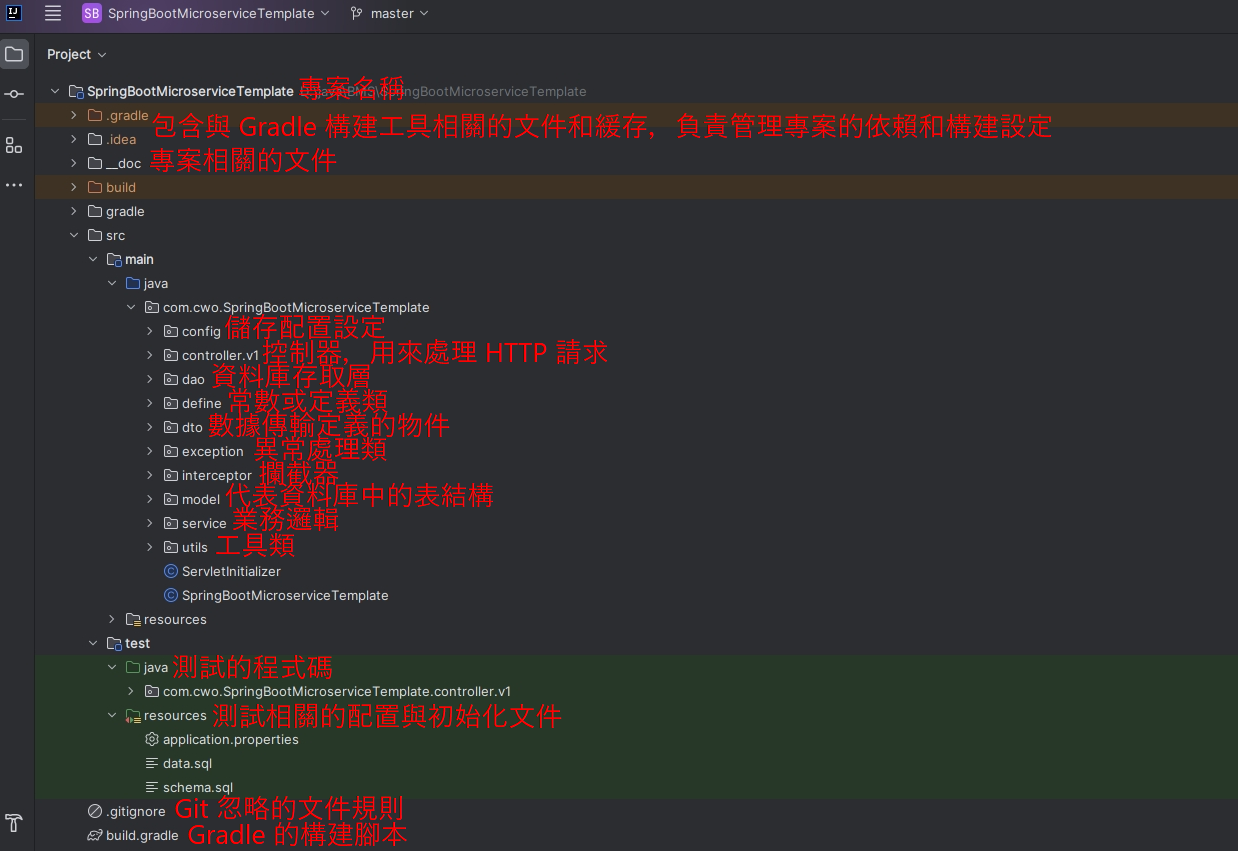 SB SpringBootMicroserviceTemplate master
Project
SpringBootMicroserviceTemplate 專案名稱 SpringBootMicroserviceTemplate
.gradle 包含與 Gradle 構建工具相關的文件和緩存，負責管理專案的依賴和構建設定
.idea
__doc 專案相關的文件
build
gradle
src
main
java
com.cwo.SpringBootMicroserviceTemplate
config 儲存配置設定
controller.v1 控制器，用來處理 HTTP 請求
dao 資料庫存取層
define 常數或定義類
dto 數據傳輸定義的物件
exception 異常處理類
interceptor 攔截器
model 代表資料庫中的表結構
service 業務邏輯
utils 工具類
ServletInitializer
SpringBootMicroserviceTemplate
resources
test
java 測試的程式碼
com.cwo.SpringBootMicroserviceTemplate.controller.v1
resources 測試相關的配置與初始化文件
application.properties
data.sql
schema.sql
.gitignore Git 忽略的文件規則
build.gradle Gradle 的構建腳本